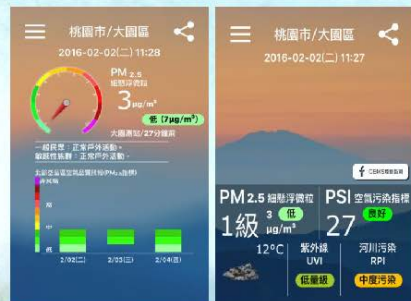 桃園市/大園區
2016-02-02(二) 11:28
PM 2.5
細懸浮微粒
3 μg/m³
低 (7μg/m³)
大園測站/27分鐘前
一般民眾：正常戶外活動。
敏感性族群：正常戶外活動。
高
中
低
2/02(二)
2/03(三)
2/04(四)
桃園市/大園區
2016-02-02(二) 11:27
PM 2.5 細懸浮微粒
1級 3 低
μg/m³
PSI 空氣污染指標
27 良好
12°C
紫外線
UVI
低量級
河川污染
RPI
中度污染